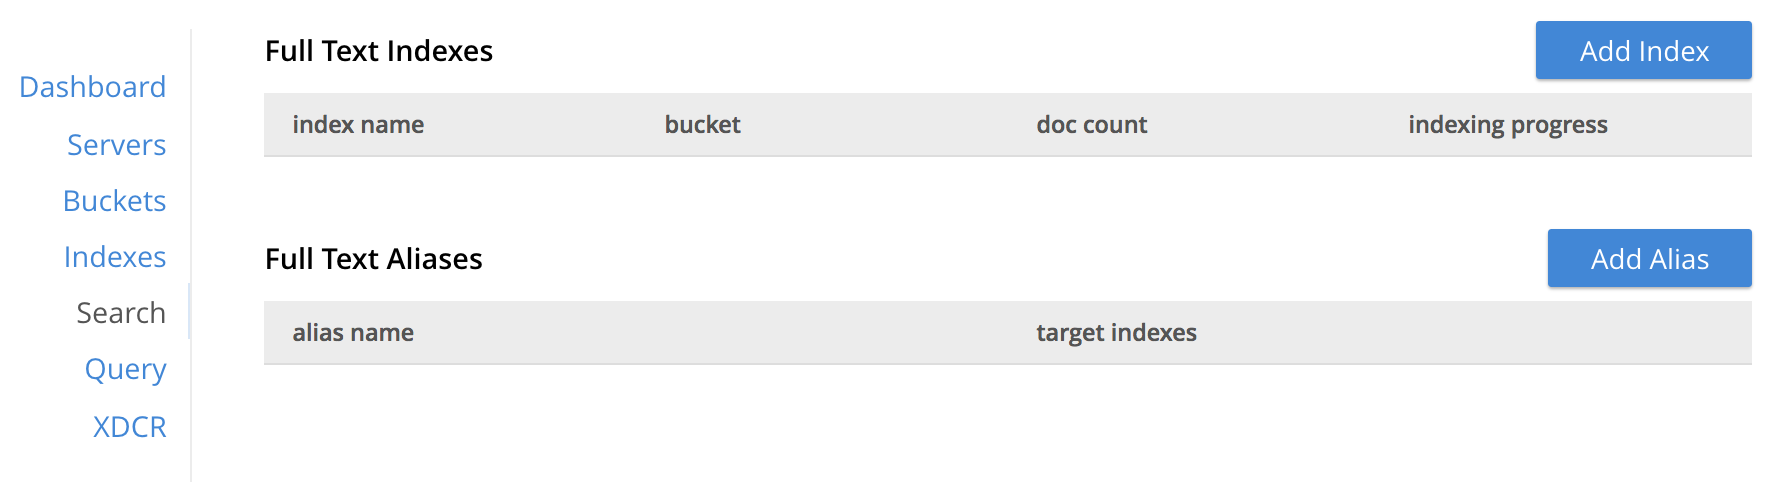 Dashboard
Servers
Buckets
Indexes
Search
Query
XDCR
Full Text Indexes
Add Index
index name bucket doc count indexing progress
Full Text Aliases
Add Alias
alias name target indexes